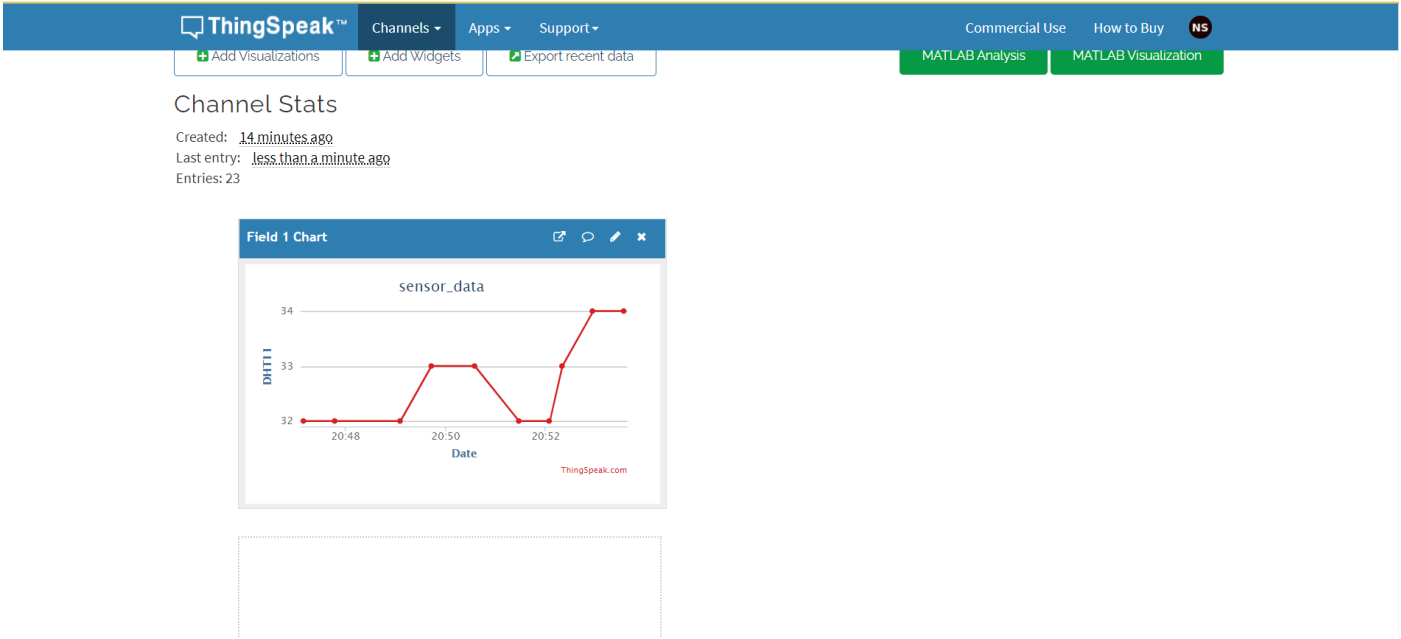 ThingSpeak™ Channels Apps Support Commercial Use How to Buy NS
Add Visualizations Add Widgets Export recent data MATLAB Analysis MATLAB Visualization
Channel Stats
Created: 14 minutes ago
Last entry: less than a minute ago
Entries: 23
Field 1 Chart
sensor_data
34
33
32
DHT11
20:48 20:50 20:52
Date
ThingSpeak.com